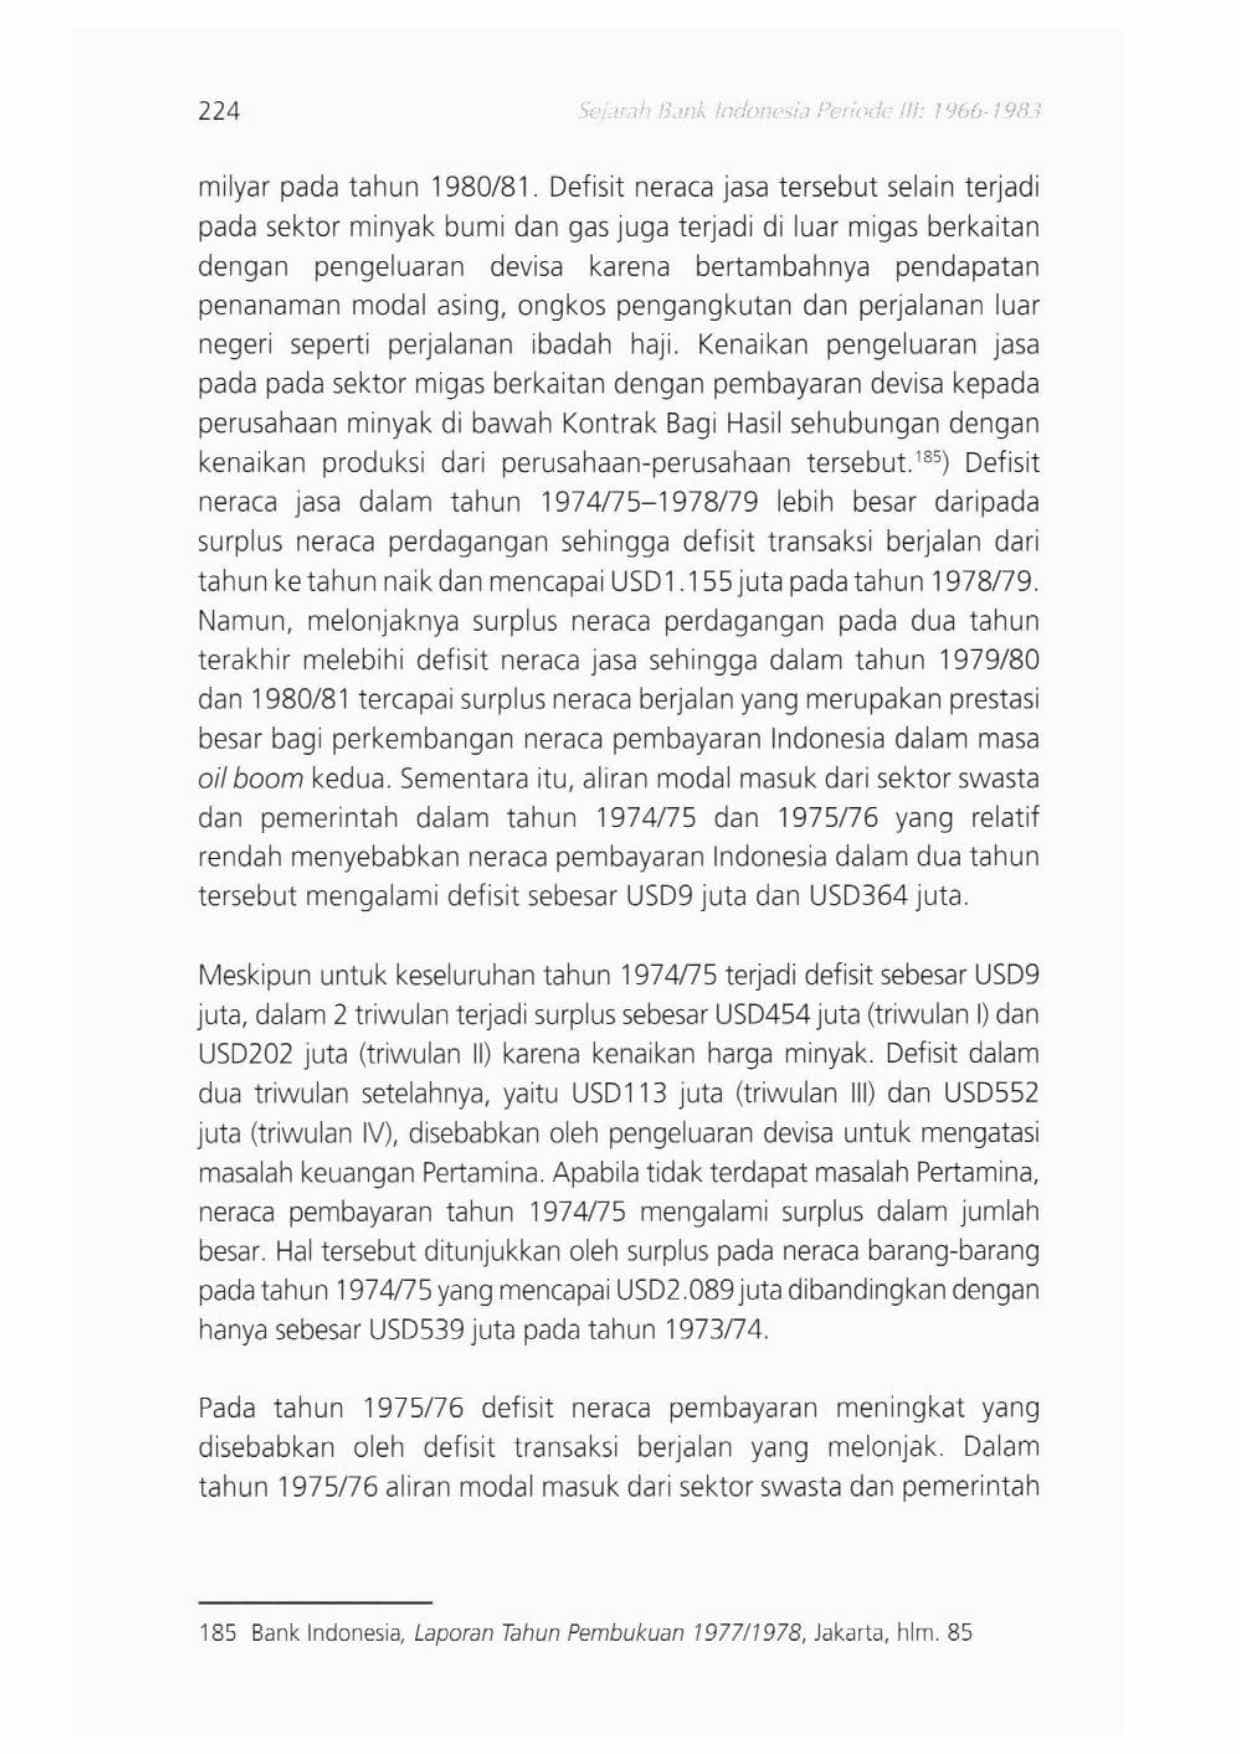 224
Sejarah Bank Indonesia Periode III: 1966-1983
milyar pada tahun 1980/81. Defisit neraca jasa tersebut selain terjadi
pada sektor minyak bumi dan gas juga terjadi di luar migas berkaitan
dengan pengeluaran devisa karena bertambahnya pendapatan
penanaman modal asing, ongkos pengangkutan dan perjalanan luar
negeri seperti perjalanan ibadah haji. Kenaikan pengeluaran jasa
pada pada sektor migas berkaitan dengan pembayaran devisa kepada
perusahaan minyak di bawah Kontrak Bagi Hasil sehubungan dengan
kenaikan produksi dari perusahaan-perusahaan tersebut.¹⁸⁵) Defisit
neraca jasa dalam tahun 1974/75–1978/79 lebih besar daripada
surplus neraca perdagangan sehingga defisit transaksi berjalan dari
tahun ke tahun naik dan mencapai USD1.155 juta pada tahun 1978/79.
Namun, melonjaknya surplus neraca perdagangan pada dua tahun
terakhir melebihi defisit neraca jasa sehingga dalam tahun 1979/80
dan 1980/81 tercapai surplus neraca berjalan yang merupakan prestasi
besar bagi perkembangan neraca pembayaran Indonesia dalam masa
oil boom kedua. Sementara itu, aliran modal masuk dari sektor swasta
dan pemerintah dalam tahun 1974/75 dan 1975/76 yang relatif
rendah menyebabkan neraca pembayaran Indonesia dalam dua tahun
tersebut mengalami defisit sebesar USD9 juta dan USD364 juta.
Meskipun untuk keseluruhan tahun 1974/75 terjadi defisit sebesar USD9
juta, dalam 2 triwulan terjadi surplus sebesar USD454 juta (triwulan I) dan
USD202 juta (triwulan II) karena kenaikan harga minyak. Defisit dalam
dua triwulan setelahnya, yaitu USD113 juta (triwulan III) dan USD552
juta (triwulan IV), disebabkan oleh pengeluaran devisa untuk mengatasi
masalah keuangan Pertamina. Apabila tidak terdapat masalah Pertamina,
neraca pembayaran tahun 1974/75 mengalami surplus dalam jumlah
besar. Hal tersebut ditunjukkan oleh surplus pada neraca barang-barang
pada tahun 1974/75 yang mencapai USD2.089 juta dibandingkan dengan
hanya sebesar USD539 juta pada tahun 1973/74.
Pada tahun 1975/76 defisit neraca pembayaran meningkat yang
disebabkan oleh defisit transaksi berjalan yang melonjak. Dalam
tahun 1975/76 aliran modal masuk dari sektor swasta dan pemerintah
185 Bank Indonesia, Laporan Tahun Pembukuan 1977/1978, Jakarta, hlm. 85